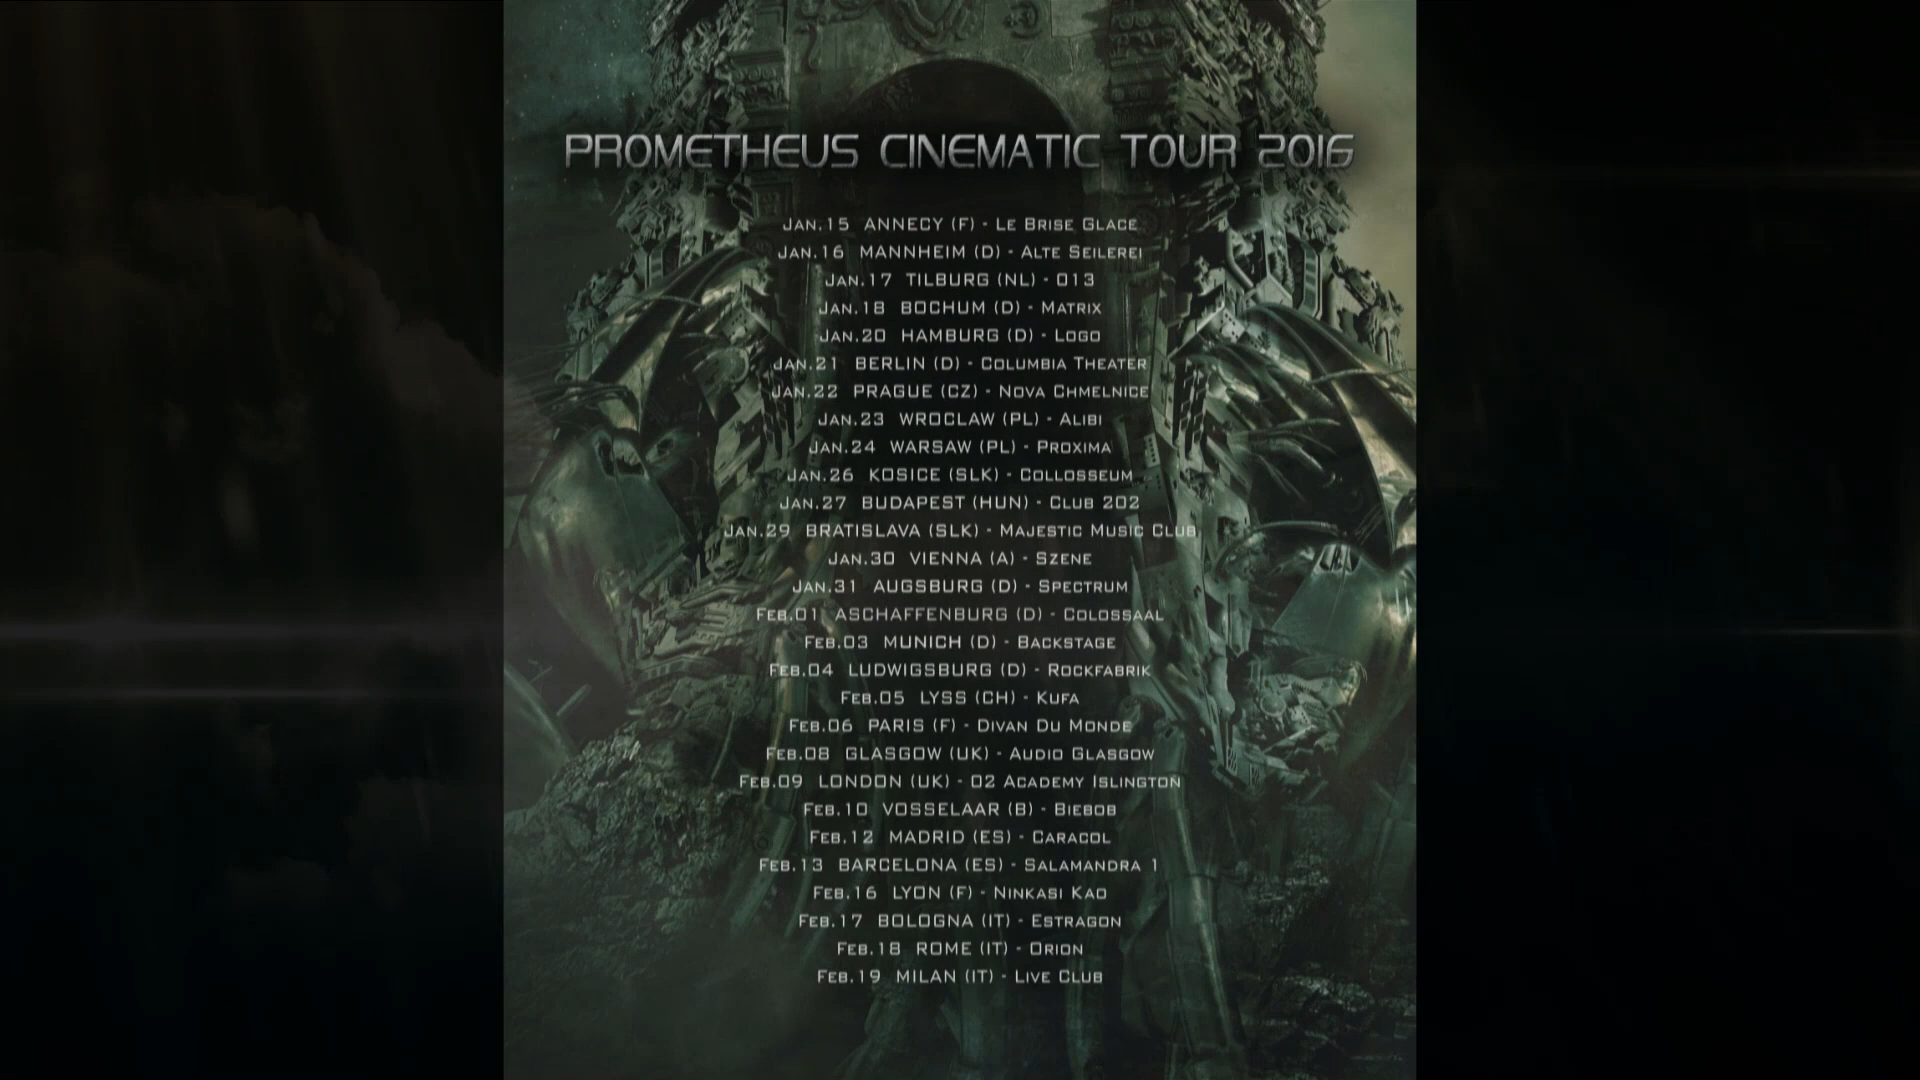 PROMETHEUS CINEMATIC TOUR 2016
JAN.15 ANNECY (F) - LE BRISE GLACE
JAN.16 MANNHEIM (D) - ALTE SEILEREI
JAN.17 TILBURG (NL) - 013
JAN.18 BOCHUM (D) - MATRIX
JAN.20 HAMBURG (D) - LOGO
JAN.21 BERLIN (D) - COLUMBIA THEATER
JAN.22 PRAGUE (CZ) - NOVA CHMELNICE
JAN.23 WROCLAW (PL) - ALIBI
JAN.24 WARSAW (PL) - PROXIMA
JAN.26 KOSICE (SLK) - COLLOSSEUM
JAN.27 BUDAPEST (HUN) - CLUB 202
JAN.29 BRATISLAVA (SLK) - MAJESTIC MUSIC CLUB
JAN.30 VIENNA (A) - SZENE
JAN.31 AUGSBURG (D) - SPECTRUM
FEB.01 ASCHAFFENBURG (D) - COLOSSAAL
FEB.03 MUNICH (D) - BACKSTAGE
FEB.04 LUDWIGSBURG (D) - ROCKFABRIK
FEB.05 LYSS (CH) - KUFA
FEB.06 PARIS (F) - DIVAN DU MONDE
FEB.08 GLASGOW (UK) - AUDIO GLASGOW
FEB.09 LONDON (UK) - O2 ACADEMY ISLINGTON
FEB.10 VOSSELAAR (B) - BIEBOB
FEB.12 MADRID (ES) - CARACOL
FEB.13 BARCELONA (ES) - SALAMANDRA 1
FEB.16 LYON (F) - NINKASI KAO
FEB.17 BOLOGNA (IT) - ESTRAGON
FEB.18 ROME (IT) - ORION
FEB.19 MILAN (IT) - LIVE CLUB